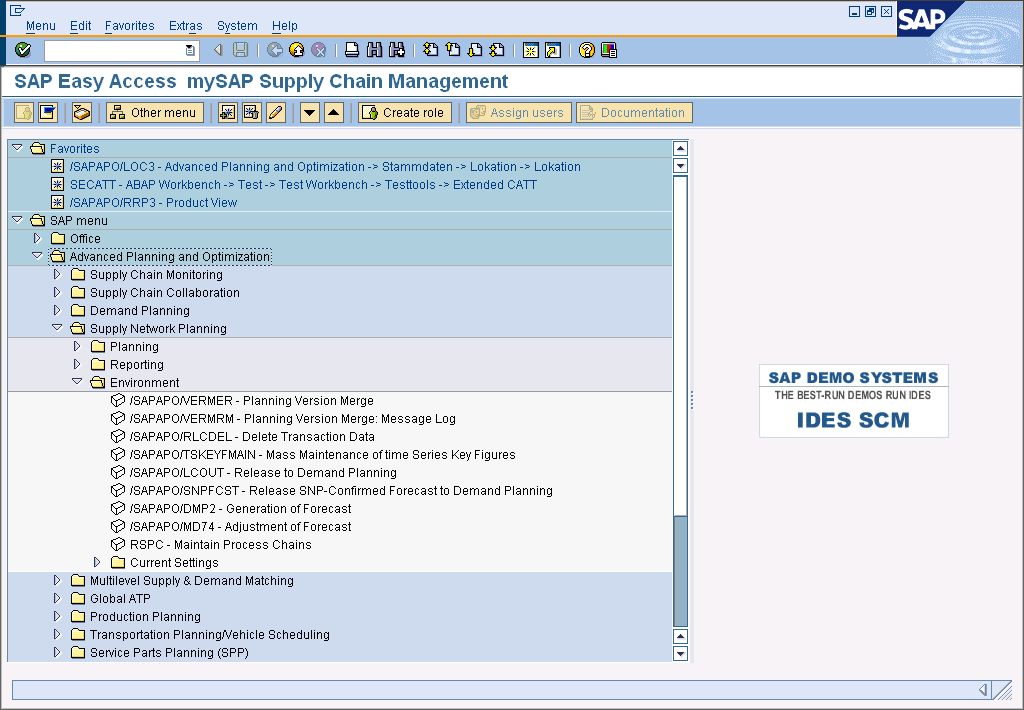 Menu Edit Favorites Extras System Help
SAP
SAP Easy Access mySAP Supply Chain Management
Other menu Create role Assign users Documentation
Favorites
/SAPAPO/LOC3 - Advanced Planning and Optimization -> Stammdaten -> Lokation -> Lokation
SECATT - ABAP Workbench -> Test -> Test Workbench -> Testtools -> Extended CATT
/SAPAPO/RRP3 - Product View
SAP menu
Office
Advanced Planning and Optimization
Supply Chain Monitoring
Supply Chain Collaboration
Demand Planning
Supply Network Planning
Planning
Reporting
Environment
/SAPAPO/VERMER - Planning Version Merge
/SAPAPO/VERMRM - Planning Version Merge: Message Log
/SAPAPO/RLCDEL - Delete Transaction Data
/SAPAPO/TSKEYFMAIN - Mass Maintenance of time Series Key Figures
/SAPAPO/LCOUT - Release to Demand Planning
/SAPAPO/SNPFCST - Release SNP-Confirmed Forecast to Demand Planning
/SAPAPO/DMP2 - Generation of Forecast
/SAPAPO/MD74 - Adjustment of Forecast
RSPC - Maintain Process Chains
Current Settings
Multilevel Supply & Demand Matching
Global ATP
Production Planning
Transportation Planning/Vehicle Scheduling
Service Parts Planning (SPP)
SAP DEMO SYSTEMS
THE BEST-RUN DEMOS RUN IDES
IDES SCM